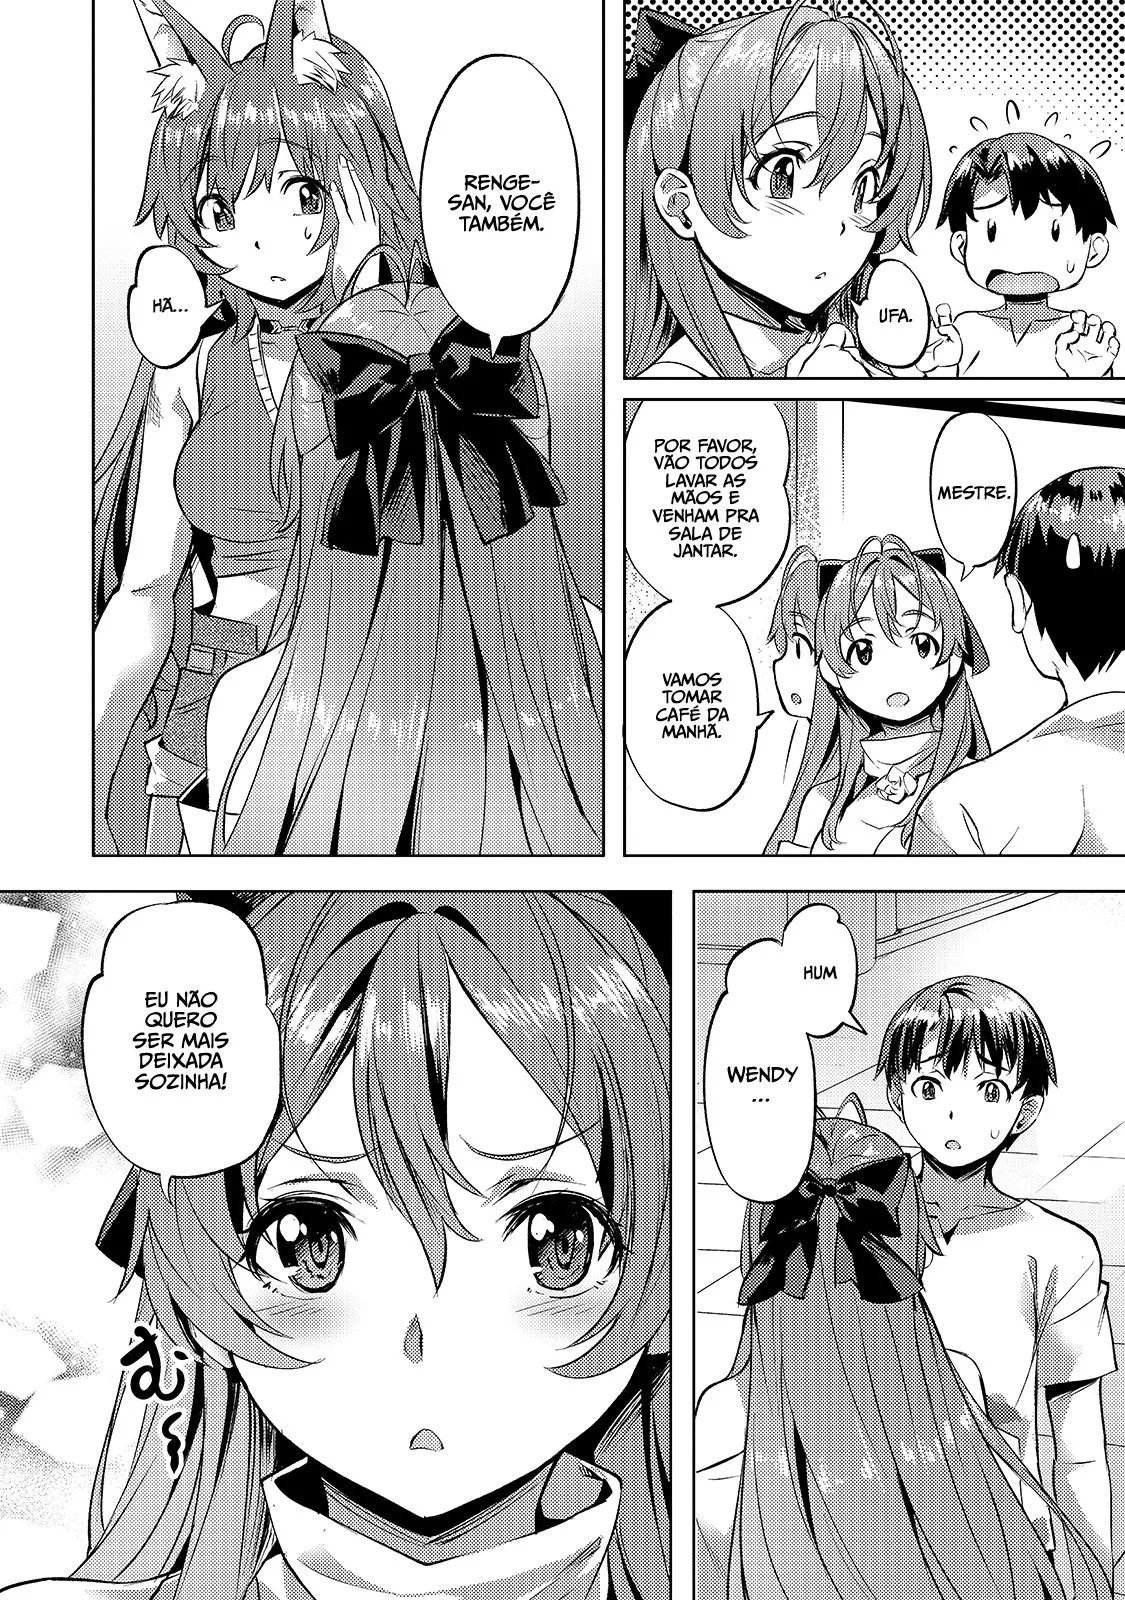 UFA.
MESTRE.
POR FAVOR,
VÃO TODOS
LAVAR AS
MÃOS E
VENHAM PRA
SALA DE
JANTAR.
VAMOS
TOMAR
CAFÉ DA
MANHÃ.
RENGE-
SAN, VOCÊ
TAMBÉM.
HÃ...
HUM
WENDY
...
EU NÃO
QUERO
SER MAIS
DEIXADA
SOZINHA!